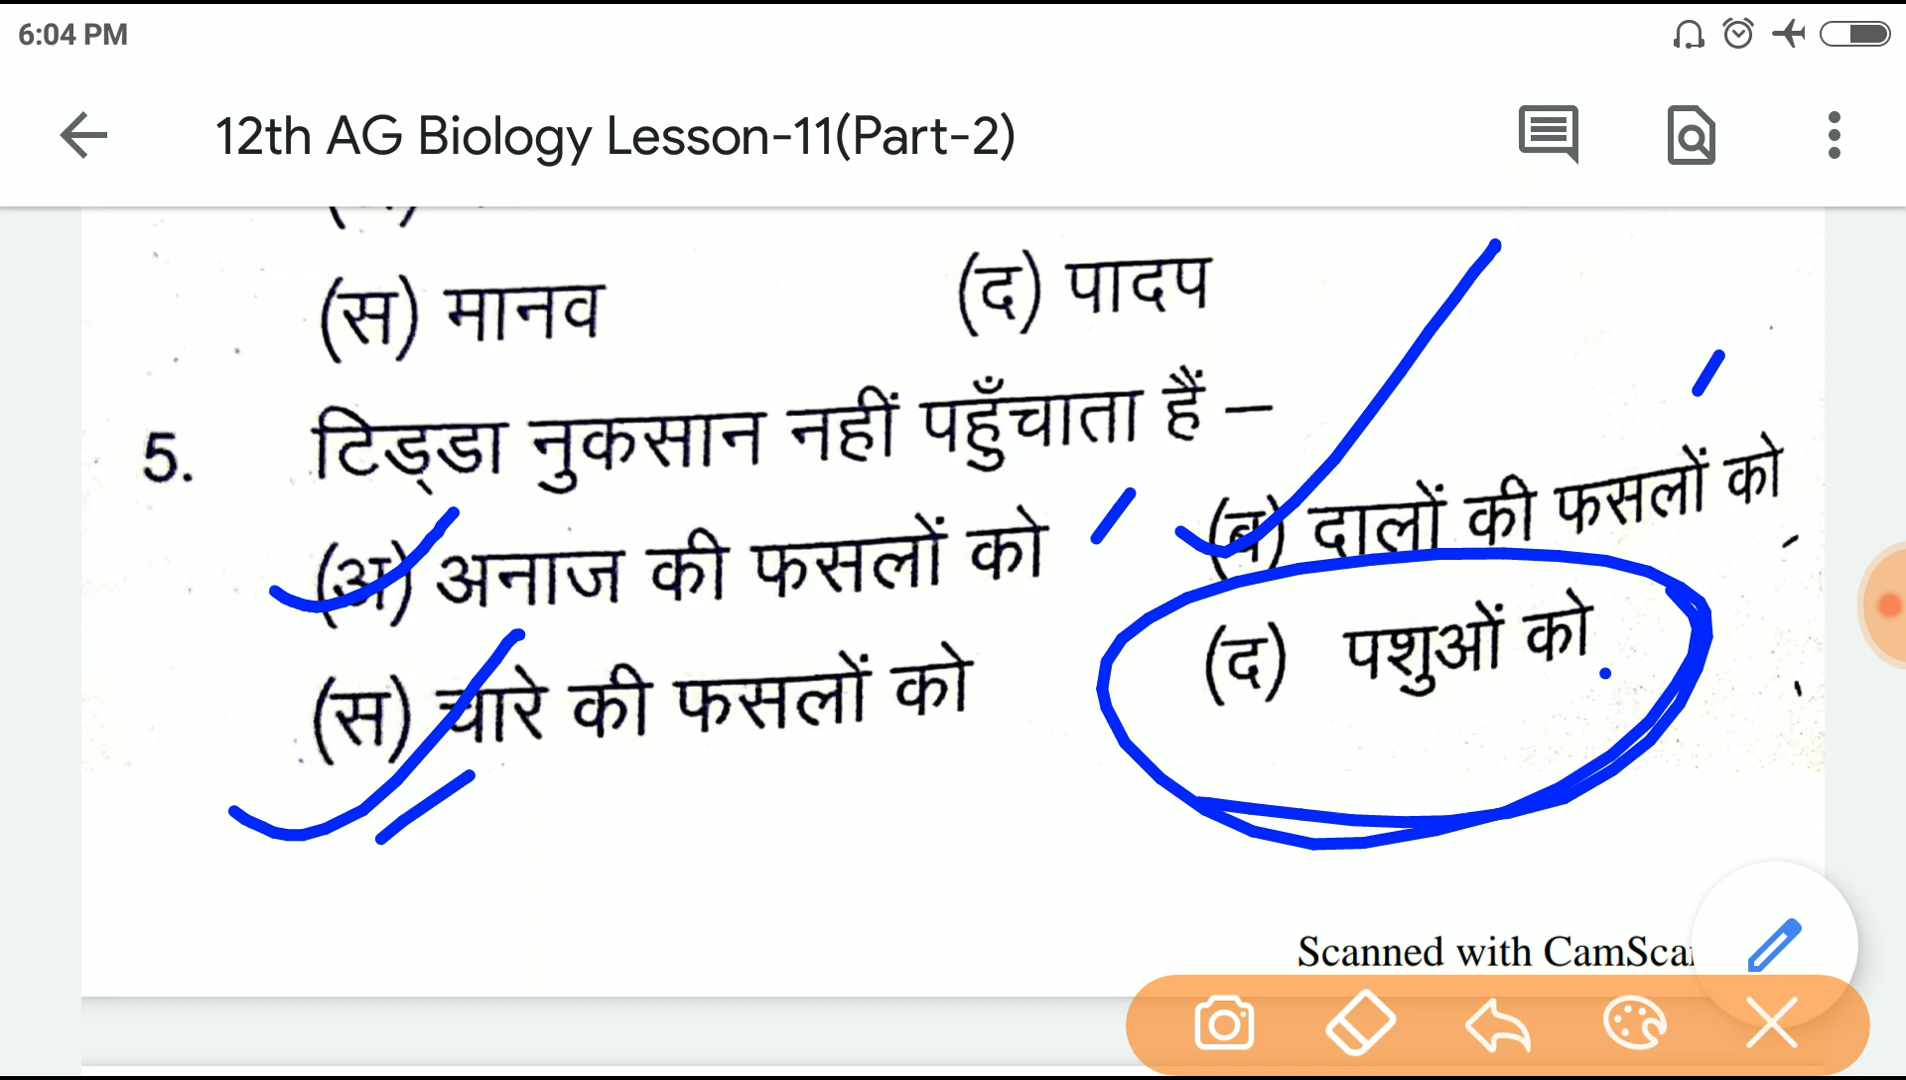 6:04 PM
12th AG Biology Lesson-11(Part-2)
(स) मानव (द) पादप
5. टिड्डा नुकसान नहीं पहुँचाता हैं –
(अ) अनाज की फसलों को (ब) दालों की फसलों को
(स) चारे की फसलों को (द) पशुओं को
Scanned with